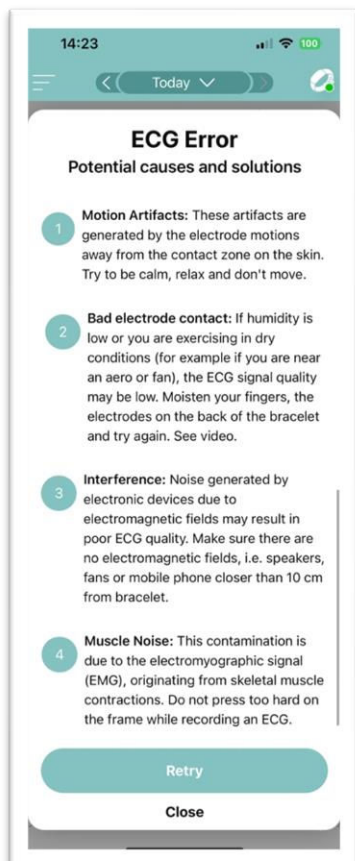 14:23
100
Today
ECG Error
Potential causes and solutions
1
Motion Artifacts: These artifacts are
generated by the electrode motions
away from the contact zone on the skin.
Try to be calm, relax and don't move.
2
Bad electrode contact: If humidity is
low or you are exercising in dry
conditions (for example if you are near
an aero or fan), the ECG signal quality
may be low. Moisten your fingers, the
electrodes on the back of the bracelet
and try again. See video.
3
Interference: Noise generated by
electronic devices due to
electromagnetic fields may result in
poor ECG quality. Make sure there are
no electromagnetic fields, i.e. speakers,
fans or mobile phone closer than 10 cm
from bracelet.
4
Muscle Noise: This contamination is
due to the electromyographic signal
(EMG), originating from skeletal muscle
contractions. Do not press too hard on
the frame while recording an ECG.
Retry
Close